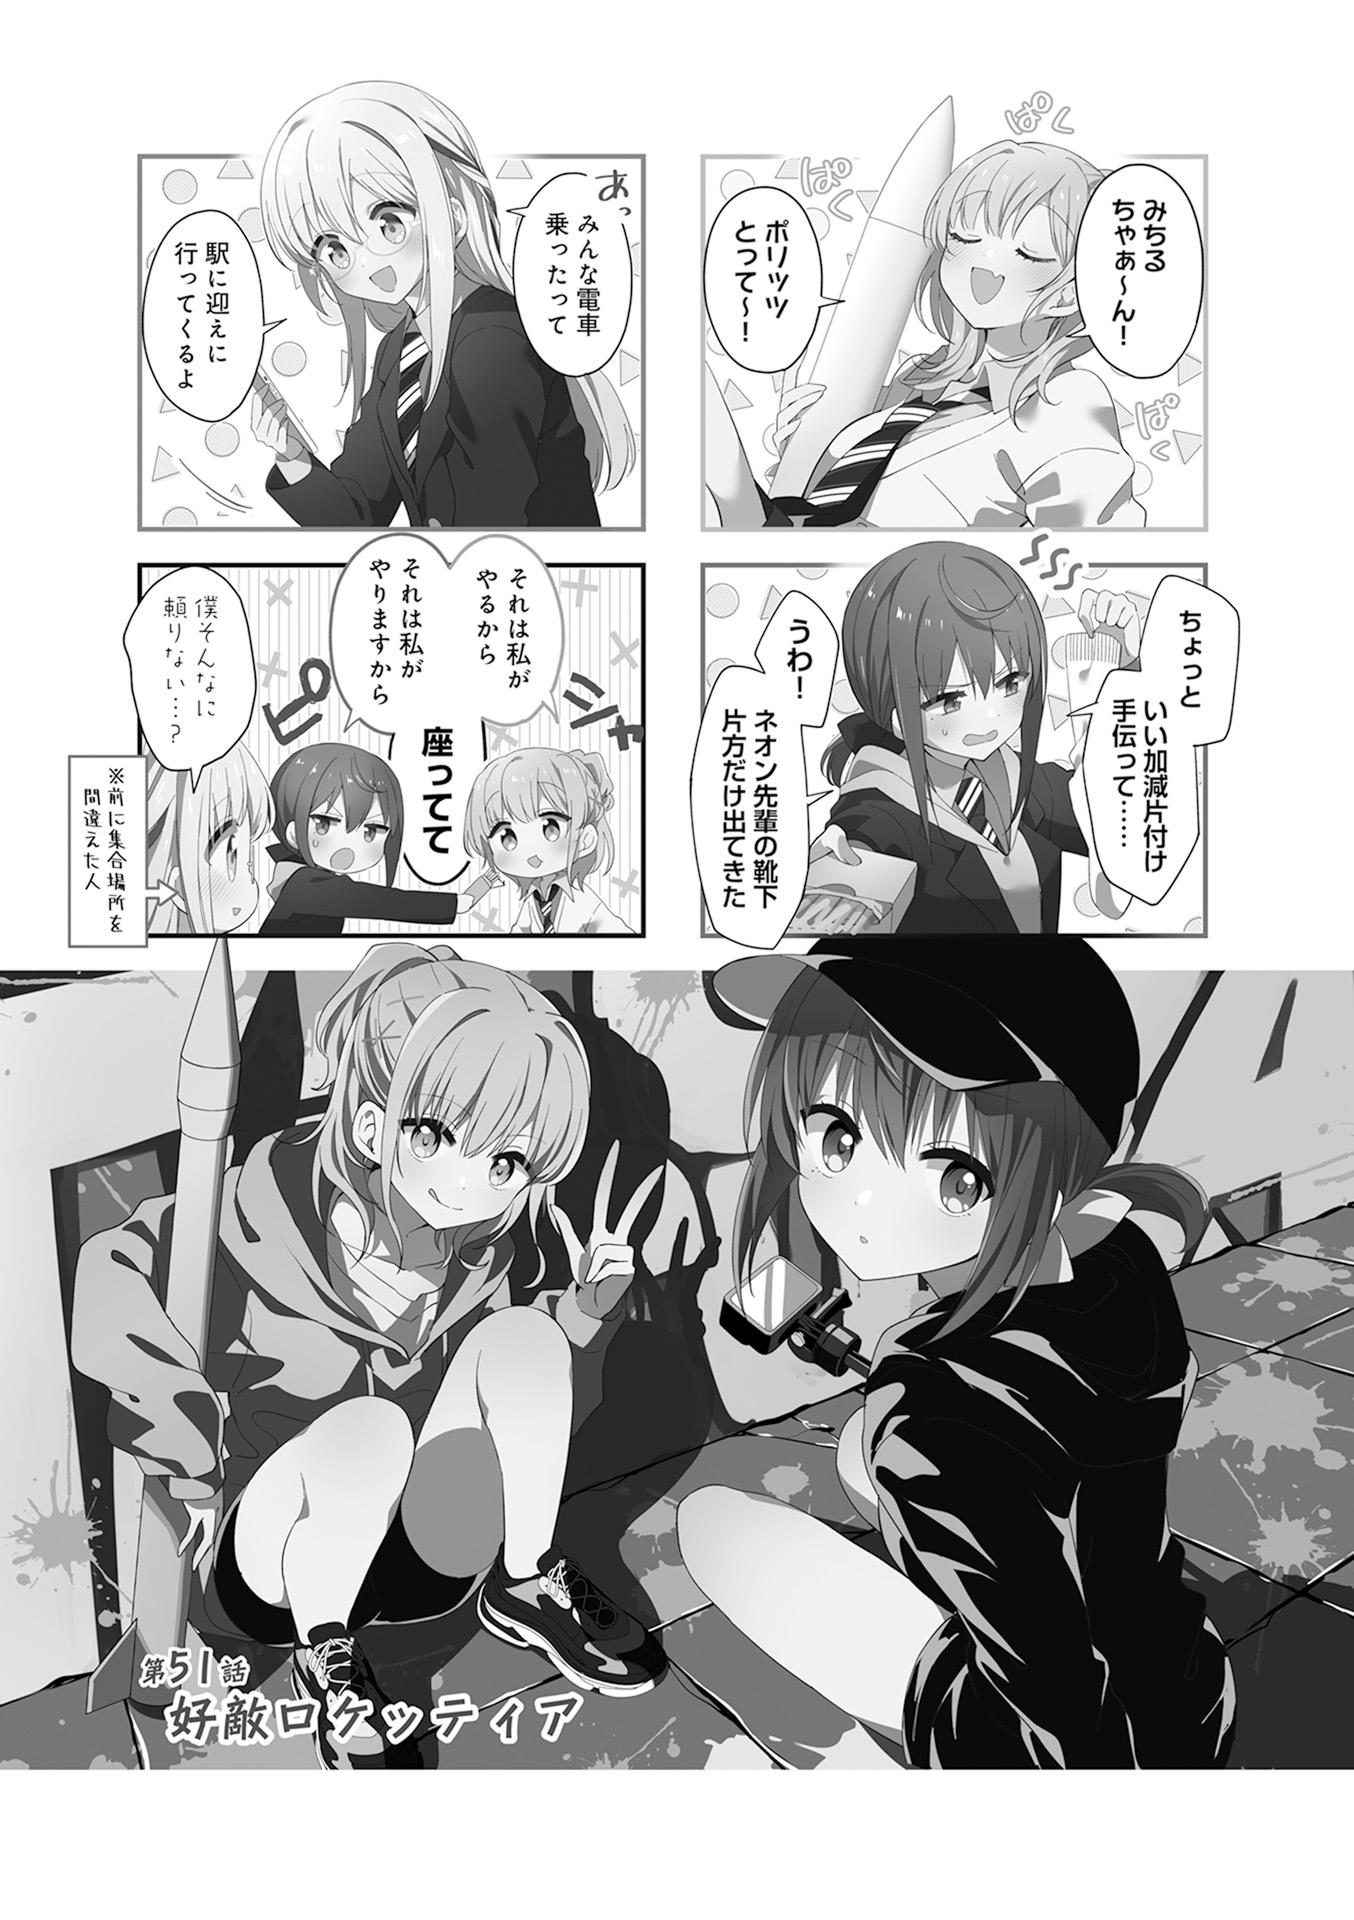 みちる
ちゃぁ～ん！
ポリッツ
とって～！
ぱく
ぱく
ぱく
ちょっと
いい加減片付け
手伝って……
うわ！
ネオン先輩の靴下
片方だけ出てきた
あっ
みんな電車
乗ったって
駅に迎えに
行ってくるよ
それは私が
やるから
それは私が
やりますから
座ってて
シャ
ピ
僕そんなに
頼りない…？
※前に集合場所を
間違えた人
第51話
好敵ロケッティア